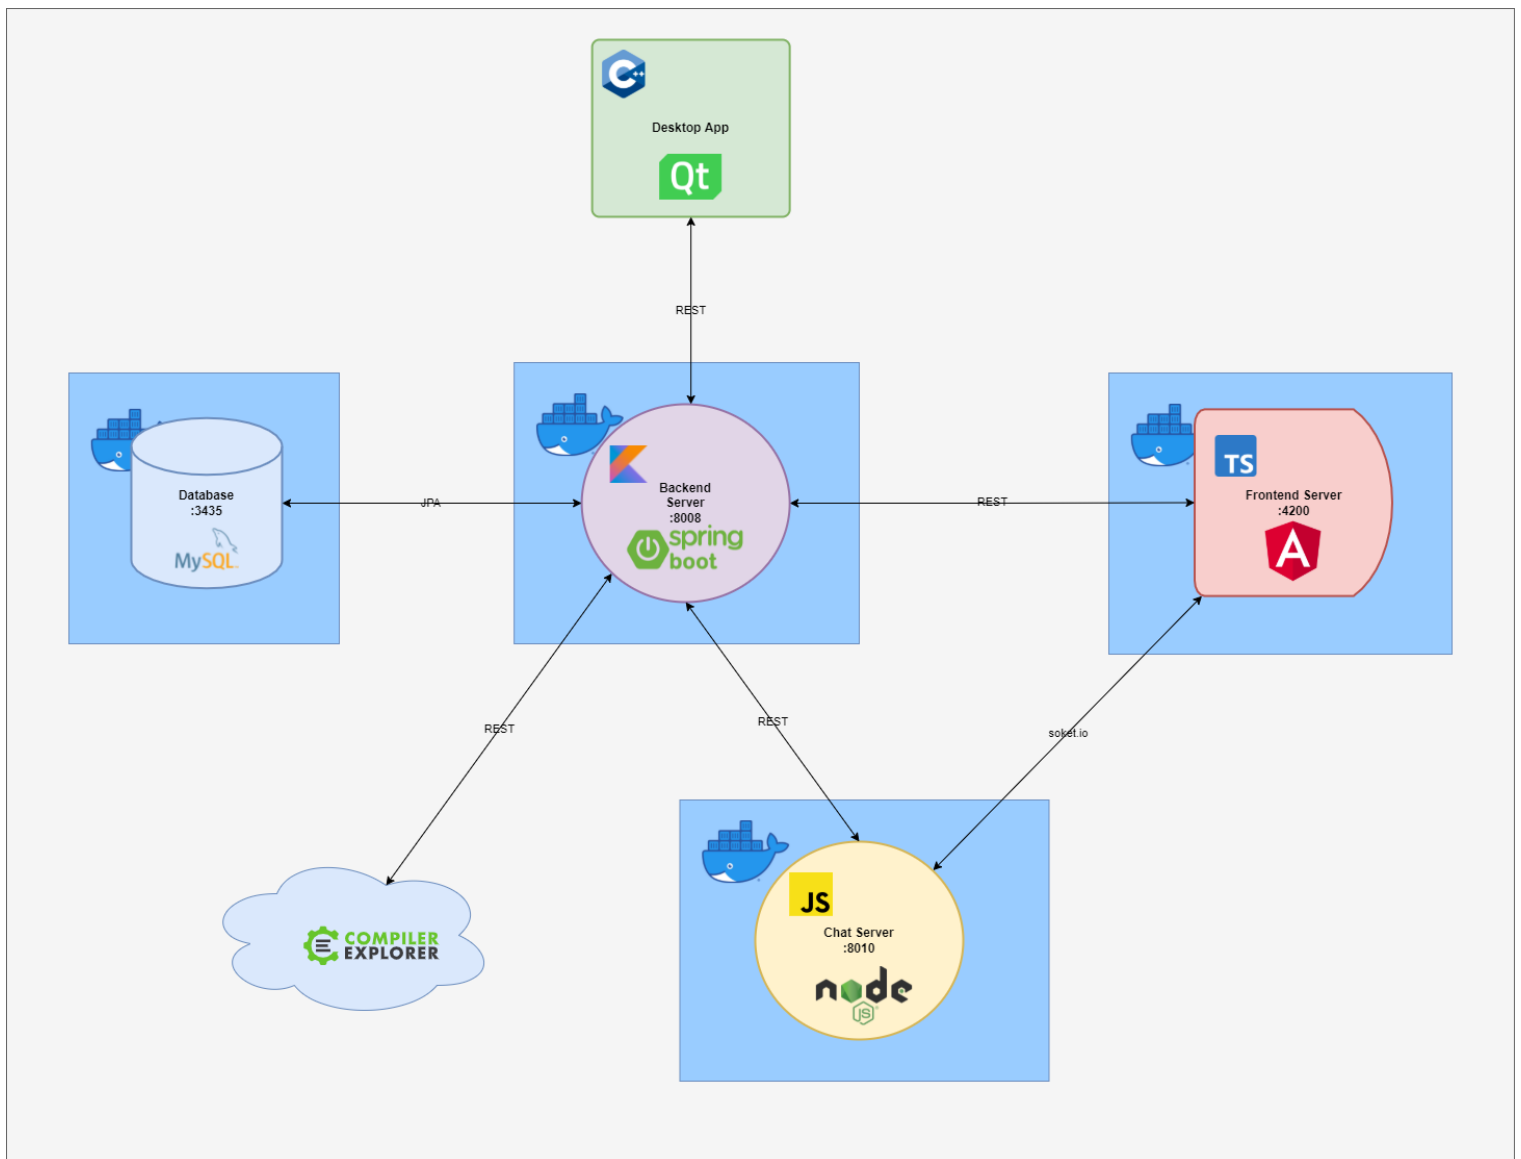 C++
Desktop App
Qt
REST
Database
:3435
MySQL
JPA
Backend
Server
:8008
spring
boot
REST
TS
Frontend Server
:4200
A
REST
REST
soket.io
COMPILER
EXPLORER
JS
Chat Server
:8010
node
JS